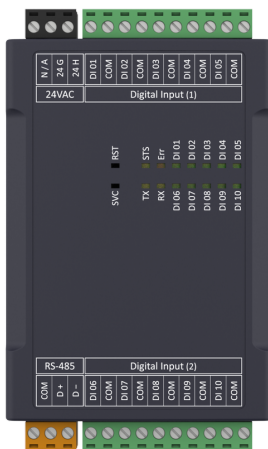 N / A 24 G 24 H DI 01 COM DI 02 COM DI 03 COM DI 04 COM DI 05 COM
24VAC Digital Input (1)
RST STS Err DI 01 DI 02 DI 03 DI 04 DI 05
SVC TX RX DI 06 DI 07 DI 08 DI 09 DI 10
RS-485 Digital Input (2)
COM D + D – DI 06 COM DI 07 COM DI 08 COM DI 09 COM DI 10 COM